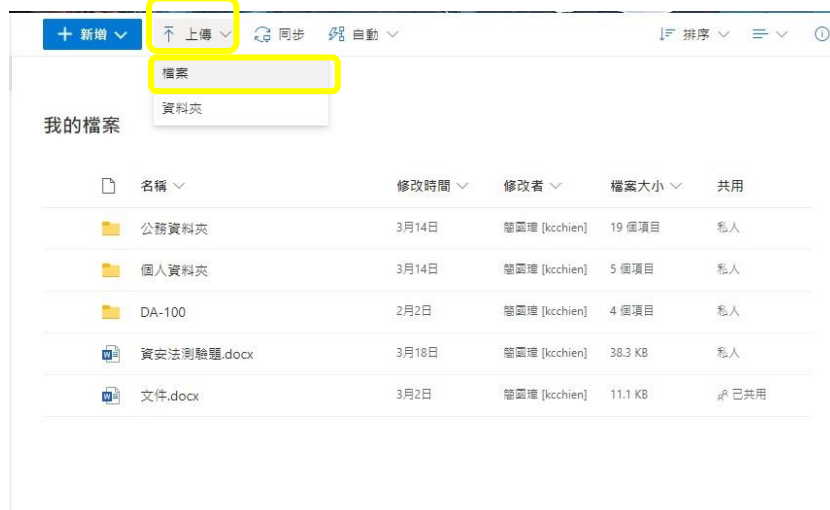 新增 上傳 同步 自動 排序
檔案
資料夾
我的檔案
名稱 修改時間 修改者 檔案大小 共用
公務資料夾 3月14日 簡國璋 [kcchien] 19 個項目 私人
個人資料夾 3月14日 簡國璋 [kcchien] 5 個項目 私人
DA-100 2月2日 簡國璋 [kcchien] 4 個項目 私人
資安法測驗題.docx 3月18日 簡國璋 [kcchien] 38.3 KB 私人
文件.docx 3月2日 簡國璋 [kcchien] 11.1 KB 已共用